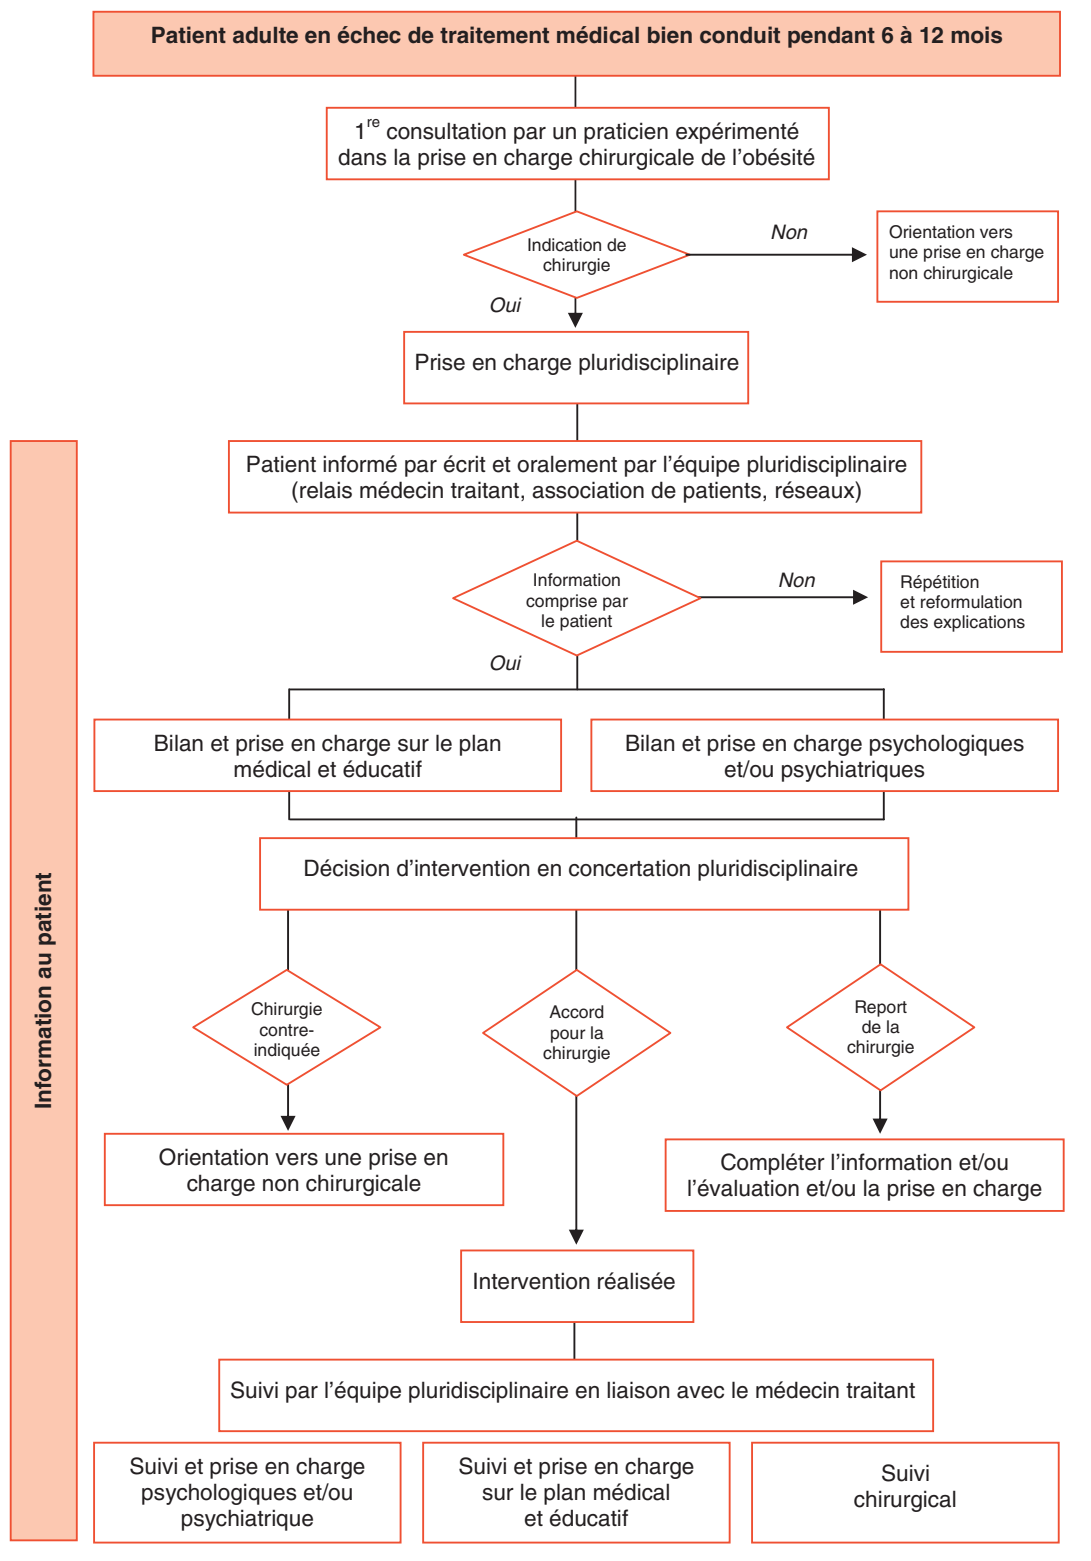 Patient adulte en échec de traitement médical bien conduit pendant 6 à 12 mois
1re consultation par un praticien expérimenté
dans la prise en charge chirurgicale de l’obésité
Indication de
chirurgie
Non
Orientation vers
une prise en charge
non chirurgicale
Oui
Prise en charge pluridisciplinaire
Information au patient
Patient informé par écrit et oralement par l’équipe pluridisciplinaire
(relais médecin traitant, association de patients, réseaux)
Information
comprise par
le patient
Non
Répétition
et reformulation
des explications
Oui
Bilan et prise en charge sur le plan
médical et éducatif
Bilan et prise en charge psychologiques
et/ou psychiatriques
Décision d’intervention en concertation pluridisciplinaire
Chirurgie
contre-
indiquée
Accord
pour la
chirurgie
Report
de la
chirurgie
Orientation vers une prise en
charge non chirurgicale
Compléter l’information et/ou
l’évaluation et/ou la prise en charge
Intervention réalisée
Suivi par l’équipe pluridisciplinaire en liaison avec le médecin traitant
Suivi et prise en charge
psychologiques et/ou
psychiatrique
Suivi et prise en charge
sur le plan médical
et éducatif
Suivi
chirurgical